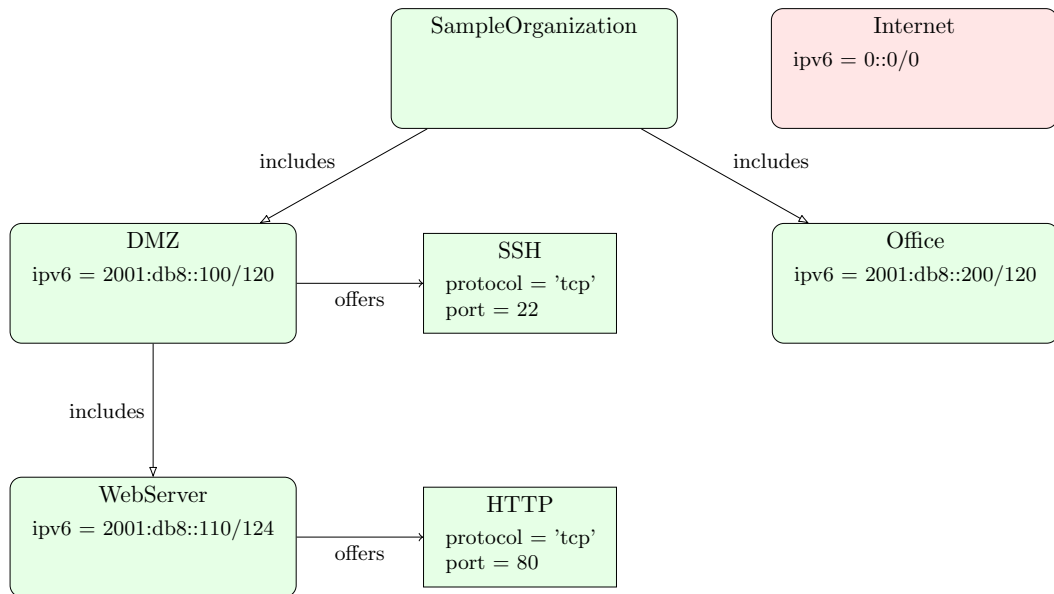 SampleOrganization
Internet
ipv6 = 0::0/0
includes
includes
DMZ
ipv6 = 2001:db8::100/120
offers
SSH
protocol = 'tcp'
port = 22
Office
ipv6 = 2001:db8::200/120
includes
WebServer
ipv6 = 2001:db8::110/124
offers
HTTP
protocol = 'tcp'
port = 80